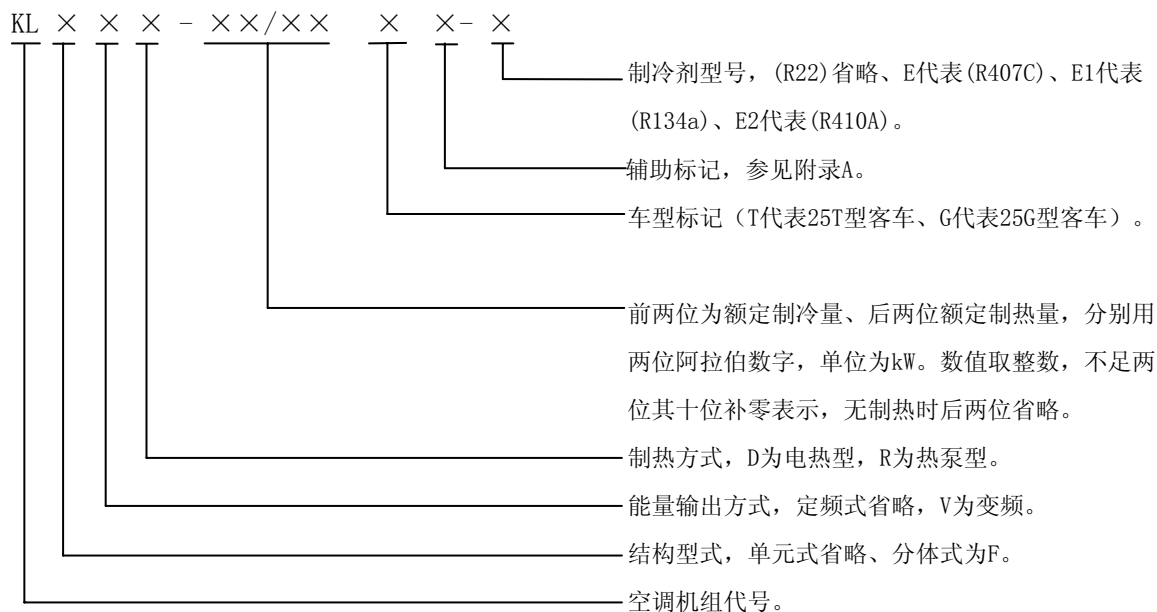 KL × × × - ××/×× × ×- ×
制冷剂型号，(R22)省略、E代表(R407C)、E1代表
(R134a)、E2代表(R410A)。
辅助标记，参见附录A。
车型标记（T代表25T型客车、G代表25G型客车）。
前两位为额定制冷量、后两位额定制热量，分别用
两位阿拉伯数字，单位为kW。数值取整数，不足两
位其十位补零表示，无制热时后两位省略。
制热方式，D为电热型，R为热泵型。
能量输出方式，定频式省略，V为变频。
结构型式，单元式省略、分体式为F。
空调机组代号。